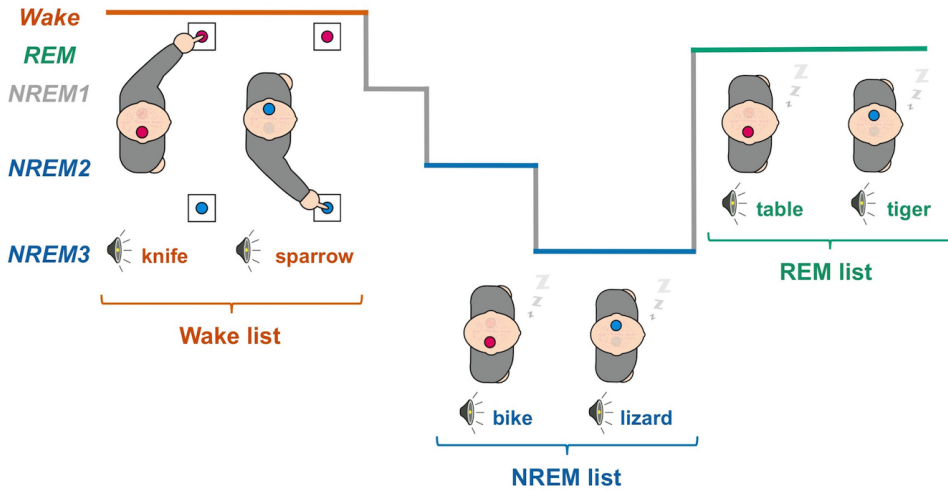 Wake
REM
NREM1
NREM2
NREM3
knife
sparrow
Wake list
z z z
z z z
bike
lizard
NREM list
z z z
z z z
table
tiger
REM list